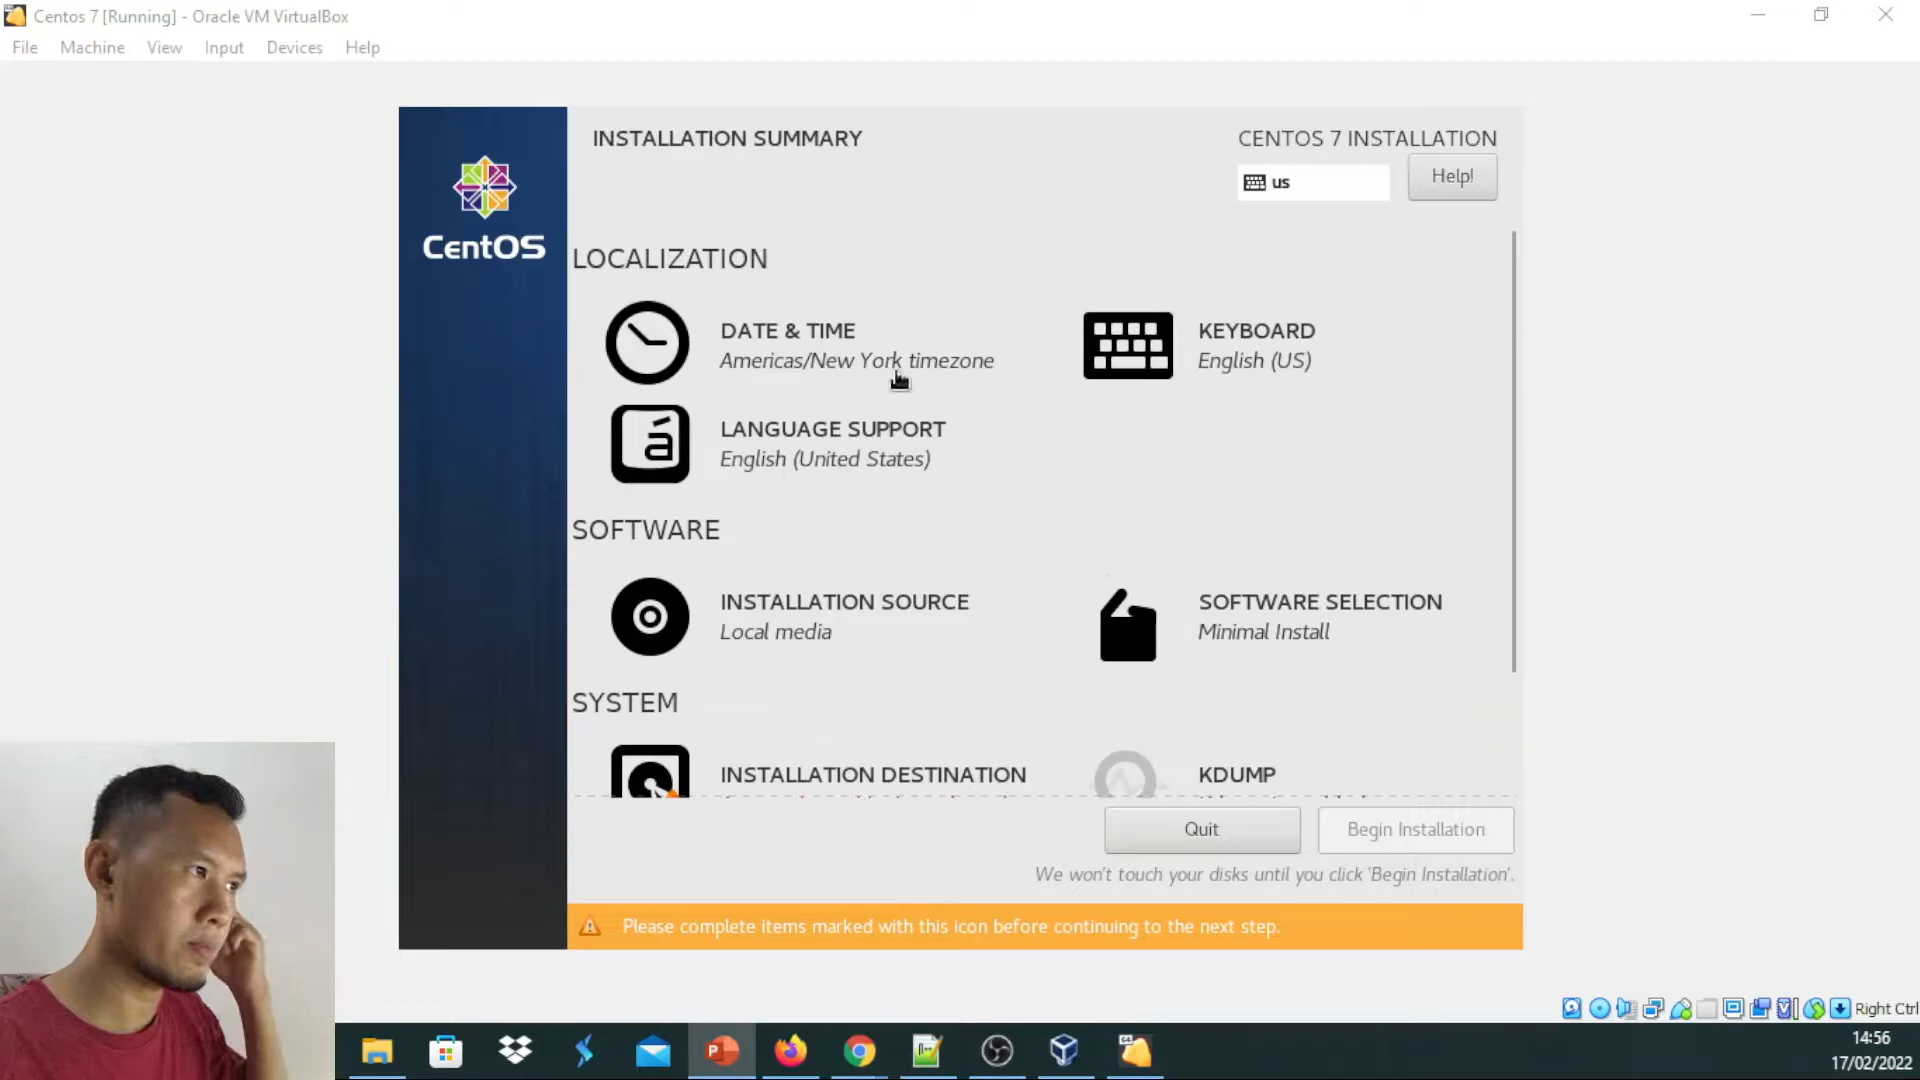 Centos 7 [Running] - Oracle VM VirtualBox
File Machine View Input Devices Help
INSTALLATION SUMMARY
CENTOS 7 INSTALLATION
us
Help!
CentOS
LOCALIZATION
DATE & TIME
Americas/New York timezone
KEYBOARD
English (US)
LANGUAGE SUPPORT
English (United States)
SOFTWARE
INSTALLATION SOURCE
Local media
SOFTWARE SELECTION
Minimal Install
SYSTEM
INSTALLATION DESTINATION
KDUMP
Quit
Begin Installation
We won't touch your disks until you click 'Begin Installation'.
Please complete items marked with this icon before continuing to the next step.
Right Ctrl
14:56
17/02/2022